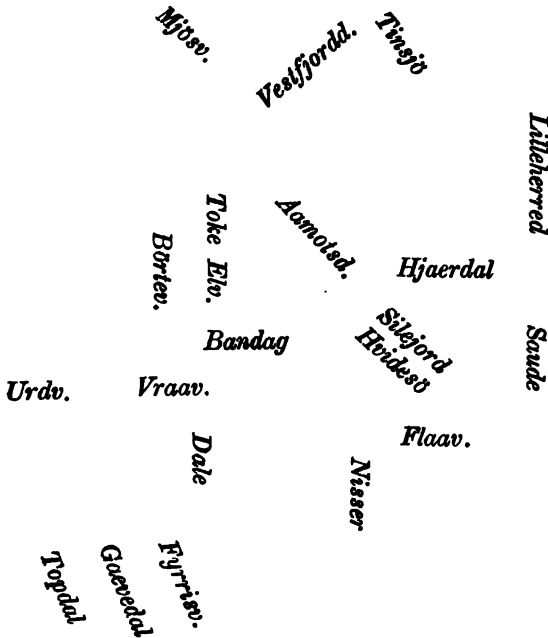 Mjösv.
Vestfjordd.
Tinsjö
Lilleherred
Toke Elv.
Aamotsd.
Börtev.
Hjaerdal
Silejord
Hvidesö
Bandag
Saude
Urdv.
Vraav.
Flaav.
Dale
Nisser
Topdal
Gaevedal
Fyrrisv.